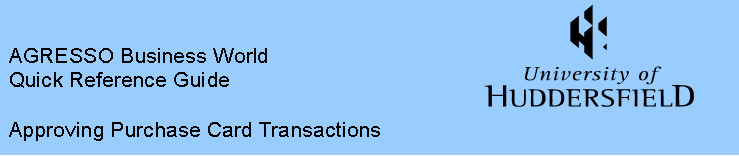 AGRESSO Business World
Quick Reference Guide
Approving Purchase Card Transactions
University of
HUDDERSFIELD